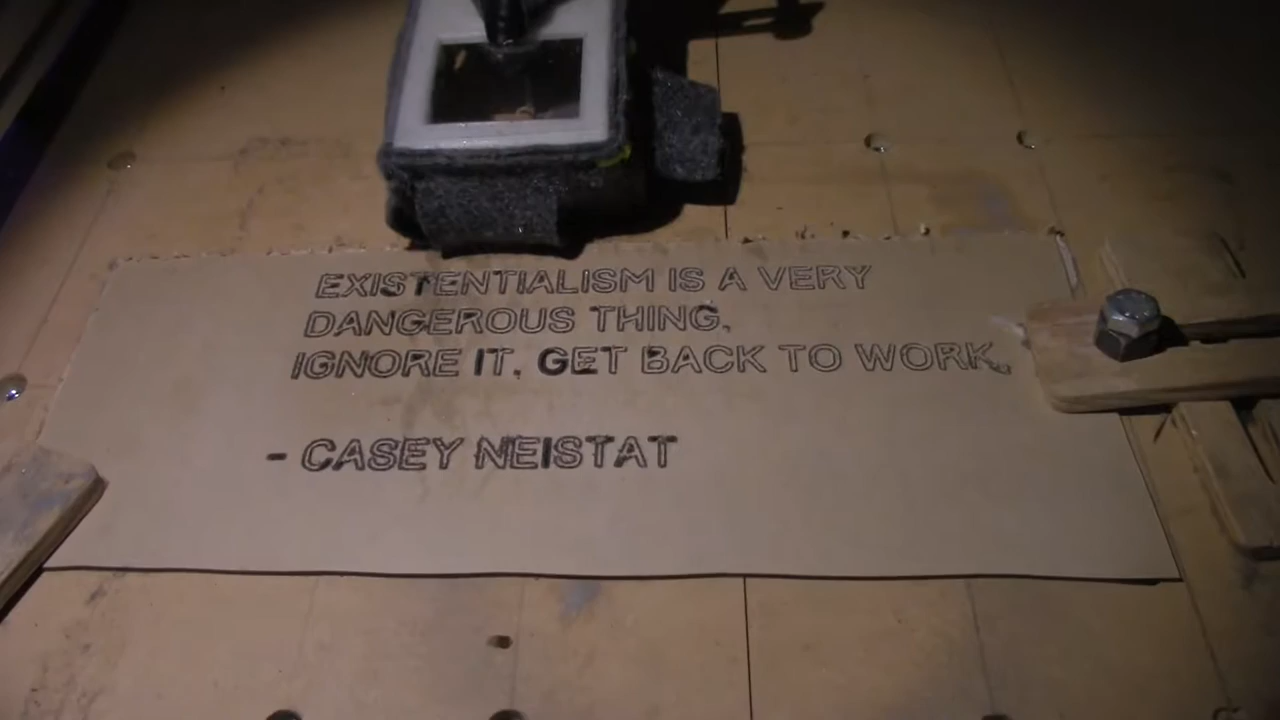 EXISTENTIALISM IS A VERY
DANGEROUS THING,
IGNORE IT, GET BACK TO WORK,
- CASEY NEISTAT